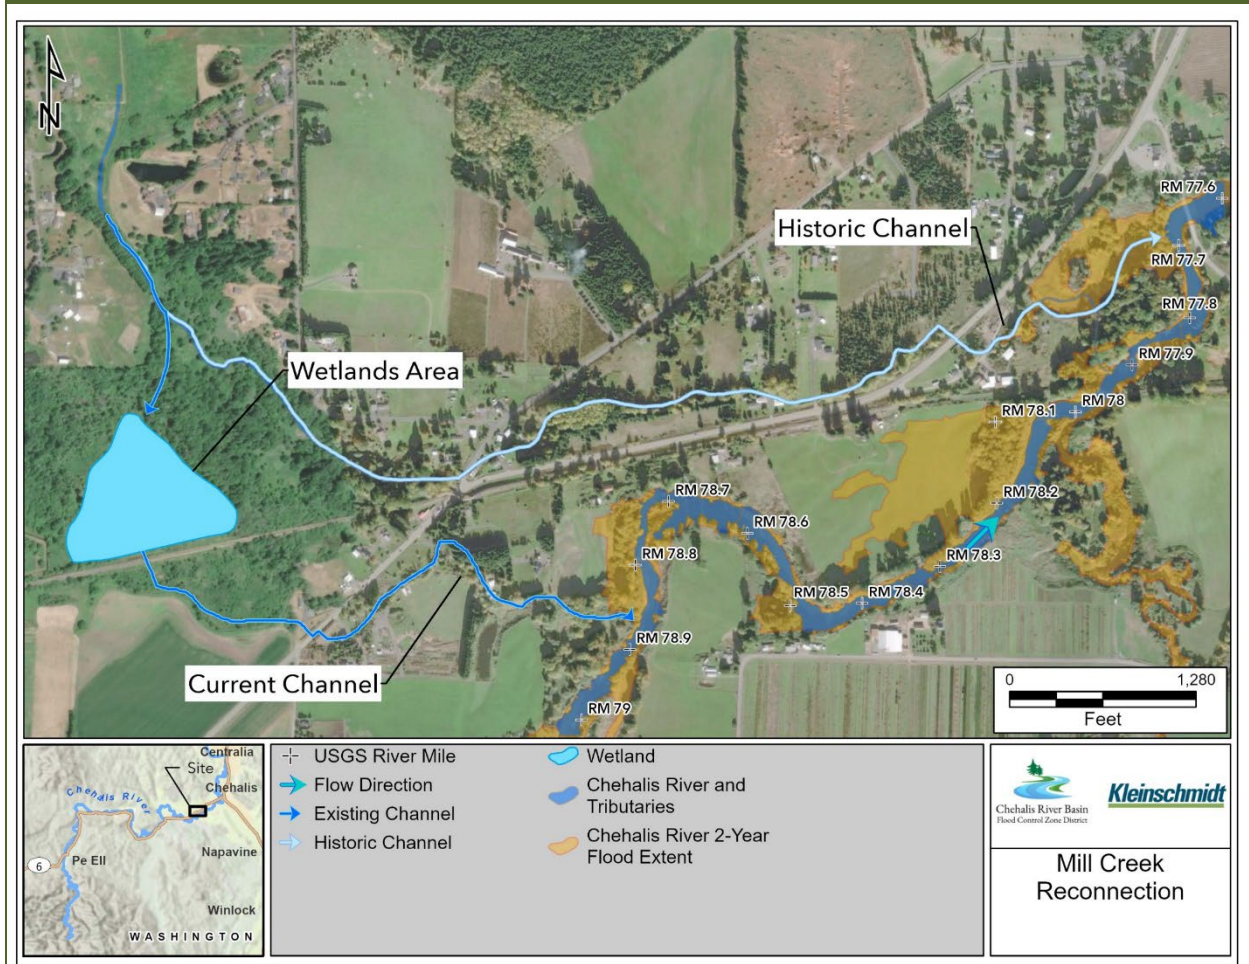 N
RM 77.6
Historic Channel
RM 77.7
RM 77.8
RM 77.9
Wetlands Area
RM 78
RM 78.1
RM 78.7
RM 78.2
RM 78.6
RM 78.8
RM 78.3
RM 78.5
RM 78.4
RM 78.9
Current Channel
0 1,280
Feet
RM 79
Centralia
Site
Chehalis
Chehalis River
Napavine
Pe Ell
6
Winlock
WASHINGTON
USGS River Mile
Flow Direction
Existing Channel
Historic Channel
Wetland
Chehalis River and
Tributaries
Chehalis River 2-Year
Flood Extent
Chehalis River Basin
Flood Control Zone District
Kleinschmidt
Mill Creek
Reconnection